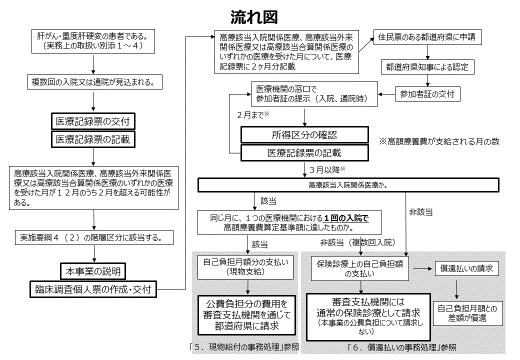 流れ図
肝がん・重度肝硬変の患者である。
（実務上の取扱い別添１～４）
複数回の入院又は通院が見込まれる。
医療記録票の交付
医療記録票の記載
高療該当入院関係医療、高療該当外来関係医
療又は高療該当合算関係医療のいずれかの医療
を受けた月が１２月のうち２月を超える可能性が
ある。
実施要綱４（２）の階層区分に該当する。
本事業の説明
臨床調査個人票の作成・交付
高療該当入院関係医療、高療該当外来
関係医療又は高療該当合算関係医療の
いずれかの医療を受けた月について、医療
記録票に２ヶ月分記載
住民票のある都道府県に申請
都道府県知事による認定
参加者証の交付
医療機関の窓口で
参加者証の提示（入院、通院時）
２月まで※
所得区分の確認
医療記録票の記載
※高額療養費が支給される月の数
３月以降※
高療該当入院関係医療か。
該当
非該当
同じ月に、１つの医療機関における１回の入院で
高額療養費算定基準額に達したものか。
該当
非該当（複数回入院）
自己負担月額分の支払い
（現物支給）
保険診療上の自己負担額
の支払い
償還払いの請求
公費負担分の費用を
審査支払機関を通じて
都道府県に請求
審査支払機関には
通常の保険診療として請求
（本事業の公費負担について請求し
ない）
自己負担月額との
差額が償還
「５．現物給付の事務処理」参照
「６．償還払いの事務処理」参照